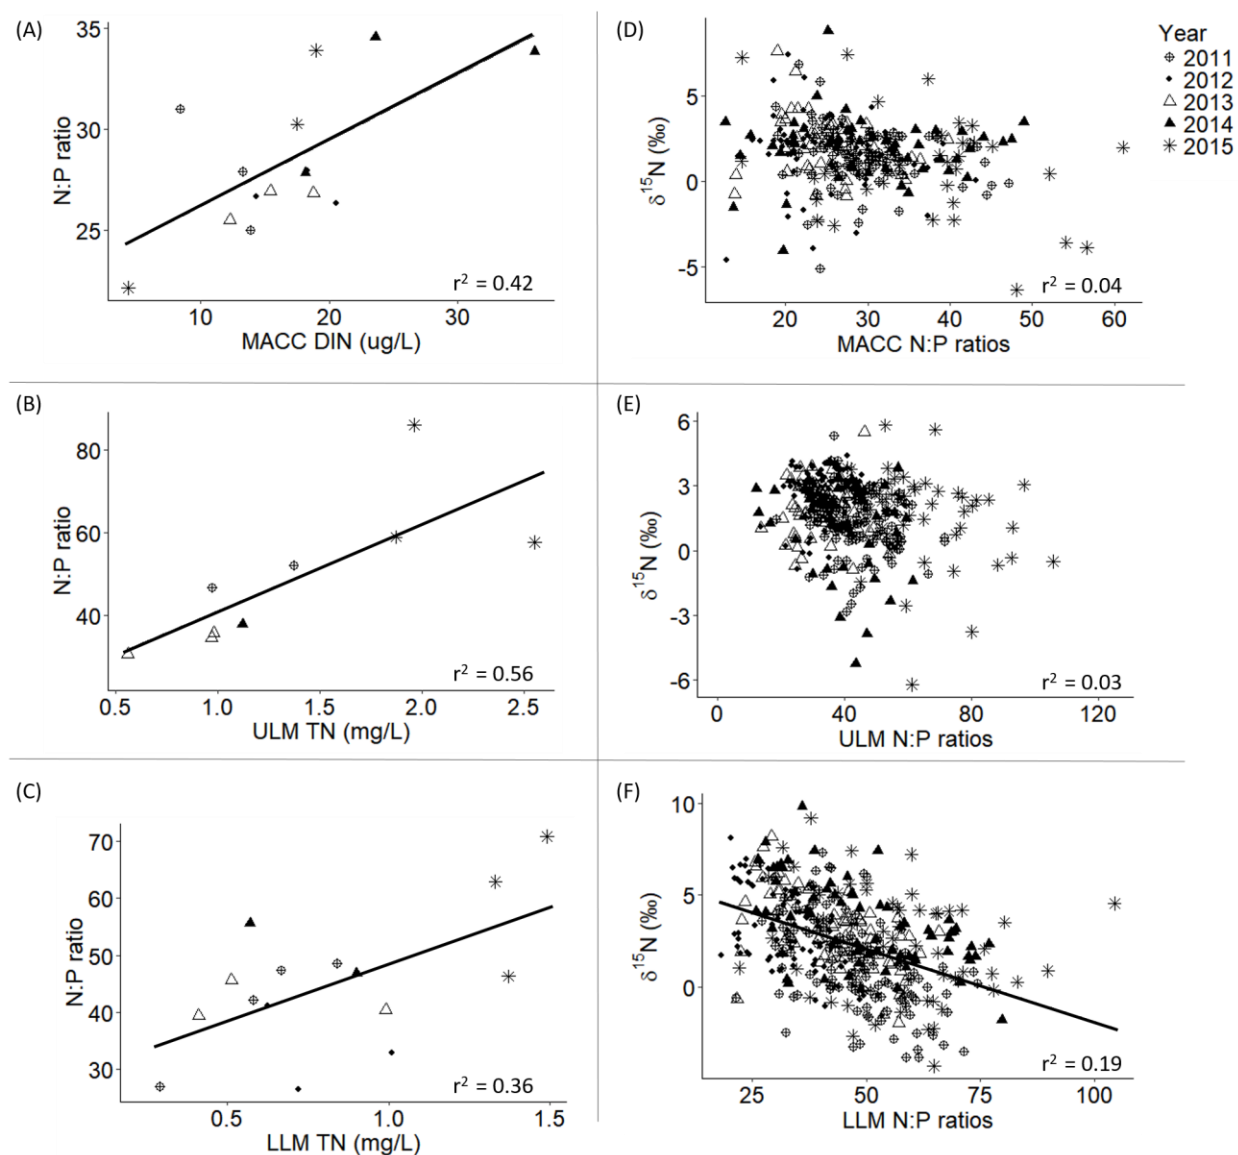 (A)
N:P ratio
35
30
25
10 20 30
MACC DIN (ug/L)
r² = 0.42
(D)
δ¹⁵N (‰)
5
0
-5
20 30 40 50 60
MACC N:P ratios
r² = 0.04
Year
2011
2012
2013
2014
2015
(B)
N:P ratio
80
60
40
0.5 1.0 1.5 2.0 2.5
ULM TN (mg/L)
r² = 0.56
(E)
δ¹⁵N (‰)
6
3
0
-3
-6
0 40 80 120
ULM N:P ratios
r² = 0.03
(C)
N:P ratio
70
60
50
40
30
0.5 1.0 1.5
LLM TN (mg/L)
r² = 0.36
(F)
δ¹⁵N (‰)
10
5
0
25 50 75 100
LLM N:P ratios
r² = 0.19